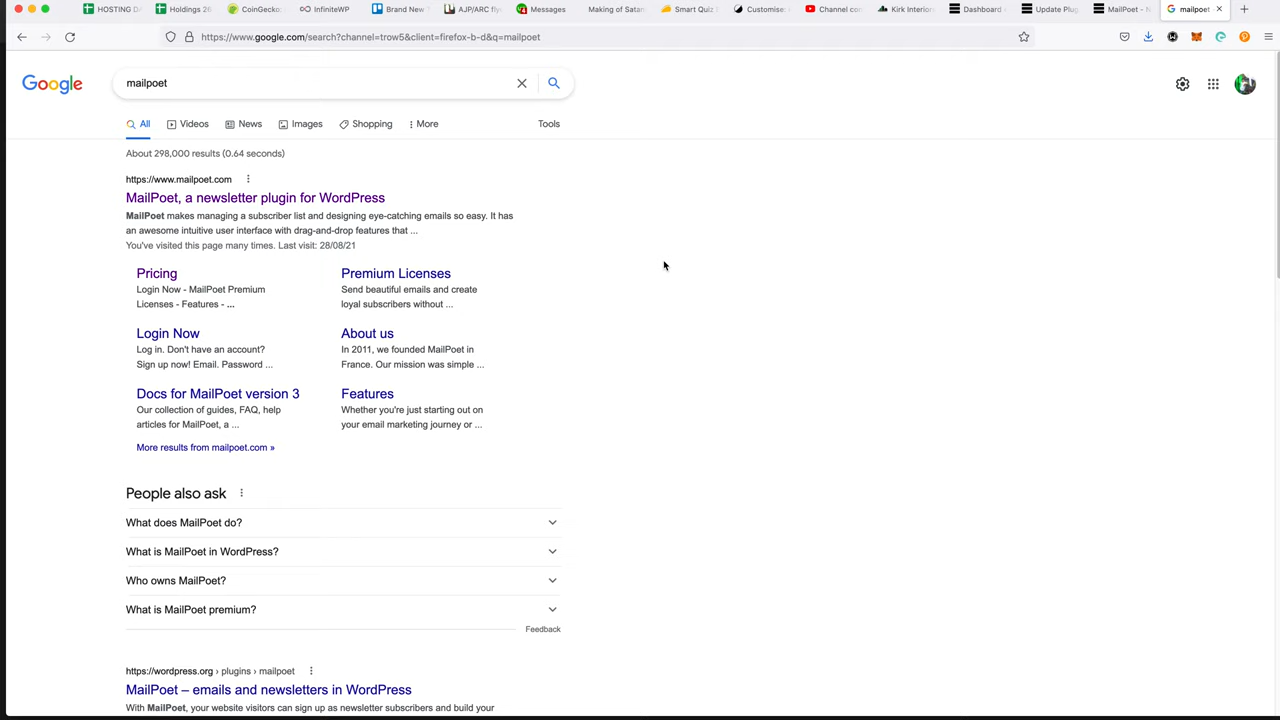 HOSTING DA
Holdings 26
CoinGecko:
InfiniteWP
Brand New
AJP/ARC fly
Messages
Making of Satan
Smart Quiz
Customise:
Channel con
Kirk Interiors
Dashboard
Update Plug
MailPoet - F
mailpoet
https://www.google.com/search?channel=trow5&client=firefox-b-d&q=mailpoet
Google
mailpoet
All
Videos
News
Images
Shopping
More
Tools
About 298,000 results (0.64 seconds)
https://www.mailpoet.com
MailPoet, a newsletter plugin for WordPress
MailPoet makes managing a subscriber list and designing eye-catching emails so easy. It has
an awesome intuitive user interface with drag-and-drop features that ...
You've visited this page many times. Last visit: 28/08/21
Pricing
Login Now - MailPoet Premium
Licenses - Features - ...
Premium Licenses
Send beautiful emails and create
loyal subscribers without ...
Login Now
Log in. Don't have an account?
Sign up now! Email. Password ...
About us
In 2011, we founded MailPoet in
France. Our mission was simple ...
Docs for MailPoet version 3
Our collection of guides, FAQ, help
articles for MailPoet, a ...
Features
Whether you're just starting out on
your email marketing journey or ...
More results from mailpoet.com »
People also ask
What does MailPoet do?
What is MailPoet in WordPress?
Who owns MailPoet?
What is MailPoet premium?
Feedback
https://wordpress.org › plugins › mailpoet
MailPoet – emails and newsletters in WordPress
With MailPoet, your website visitors can sign up as newsletter subscribers and build your